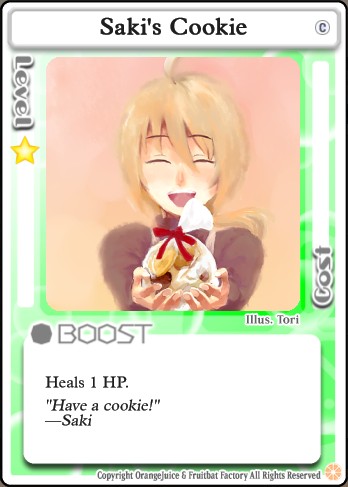 Saki's Cookie
C
Level
Cost
Illus. Tori
BOOST
Heals 1 HP.
"Have a cookie!"
—Saki
Copyright OrangeJuice & Fruitbat Factory All Rights Reserved